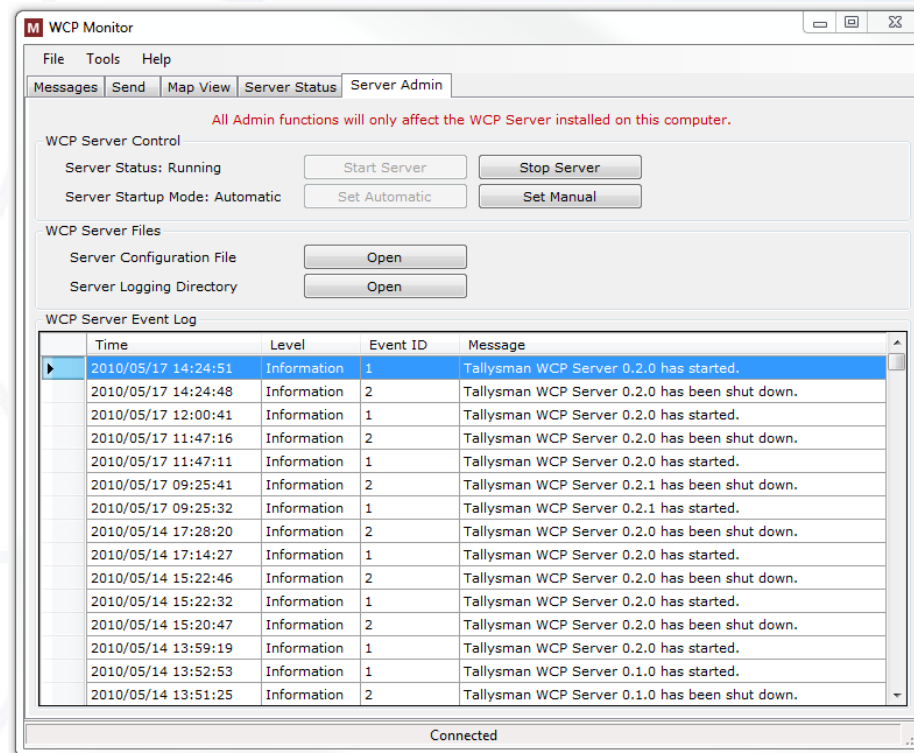 M WCP Monitor
File Tools Help
Messages Send Map View Server Status Server Admin
All Admin functions will only affect the WCP Server installed on this computer.
WCP Server Control
Server Status: Running Start Server Stop Server
Server Startup Mode: Automatic Set Automatic Set Manual
WCP Server Files
Server Configuration File Open
Server Logging Directory Open
WCP Server Event Log
Time Level Event ID Message
2010/05/17 14:24:51 Information 1 Tallysman WCP Server 0.2.0 has started.
2010/05/17 14:24:48 Information 2 Tallysman WCP Server 0.2.0 has been shut down.
2010/05/17 12:00:41 Information 1 Tallysman WCP Server 0.2.0 has started.
2010/05/17 11:47:16 Information 2 Tallysman WCP Server 0.2.0 has been shut down.
2010/05/17 11:47:11 Information 1 Tallysman WCP Server 0.2.0 has started.
2010/05/17 09:25:41 Information 2 Tallysman WCP Server 0.2.1 has been shut down.
2010/05/17 09:25:32 Information 1 Tallysman WCP Server 0.2.1 has started.
2010/05/14 17:28:20 Information 2 Tallysman WCP Server 0.2.0 has been shut down.
2010/05/14 17:14:27 Information 1 Tallysman WCP Server 0.2.0 has started.
2010/05/14 15:22:46 Information 2 Tallysman WCP Server 0.2.0 has been shut down.
2010/05/14 15:22:32 Information 1 Tallysman WCP Server 0.2.0 has started.
2010/05/14 15:20:47 Information 2 Tallysman WCP Server 0.2.0 has been shut down.
2010/05/14 13:59:19 Information 1 Tallysman WCP Server 0.2.0 has started.
2010/05/14 13:52:53 Information 1 Tallysman WCP Server 0.1.0 has started.
2010/05/14 13:51:25 Information 2 Tallysman WCP Server 0.1.0 has been shut down.
Connected